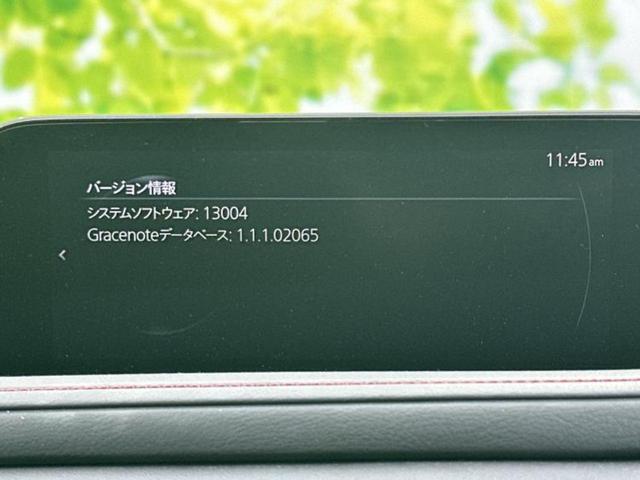 11:45am
バージョン情報
システムソフトウェア: 13004
Gracenoteデータベース: 1.1.1.02065